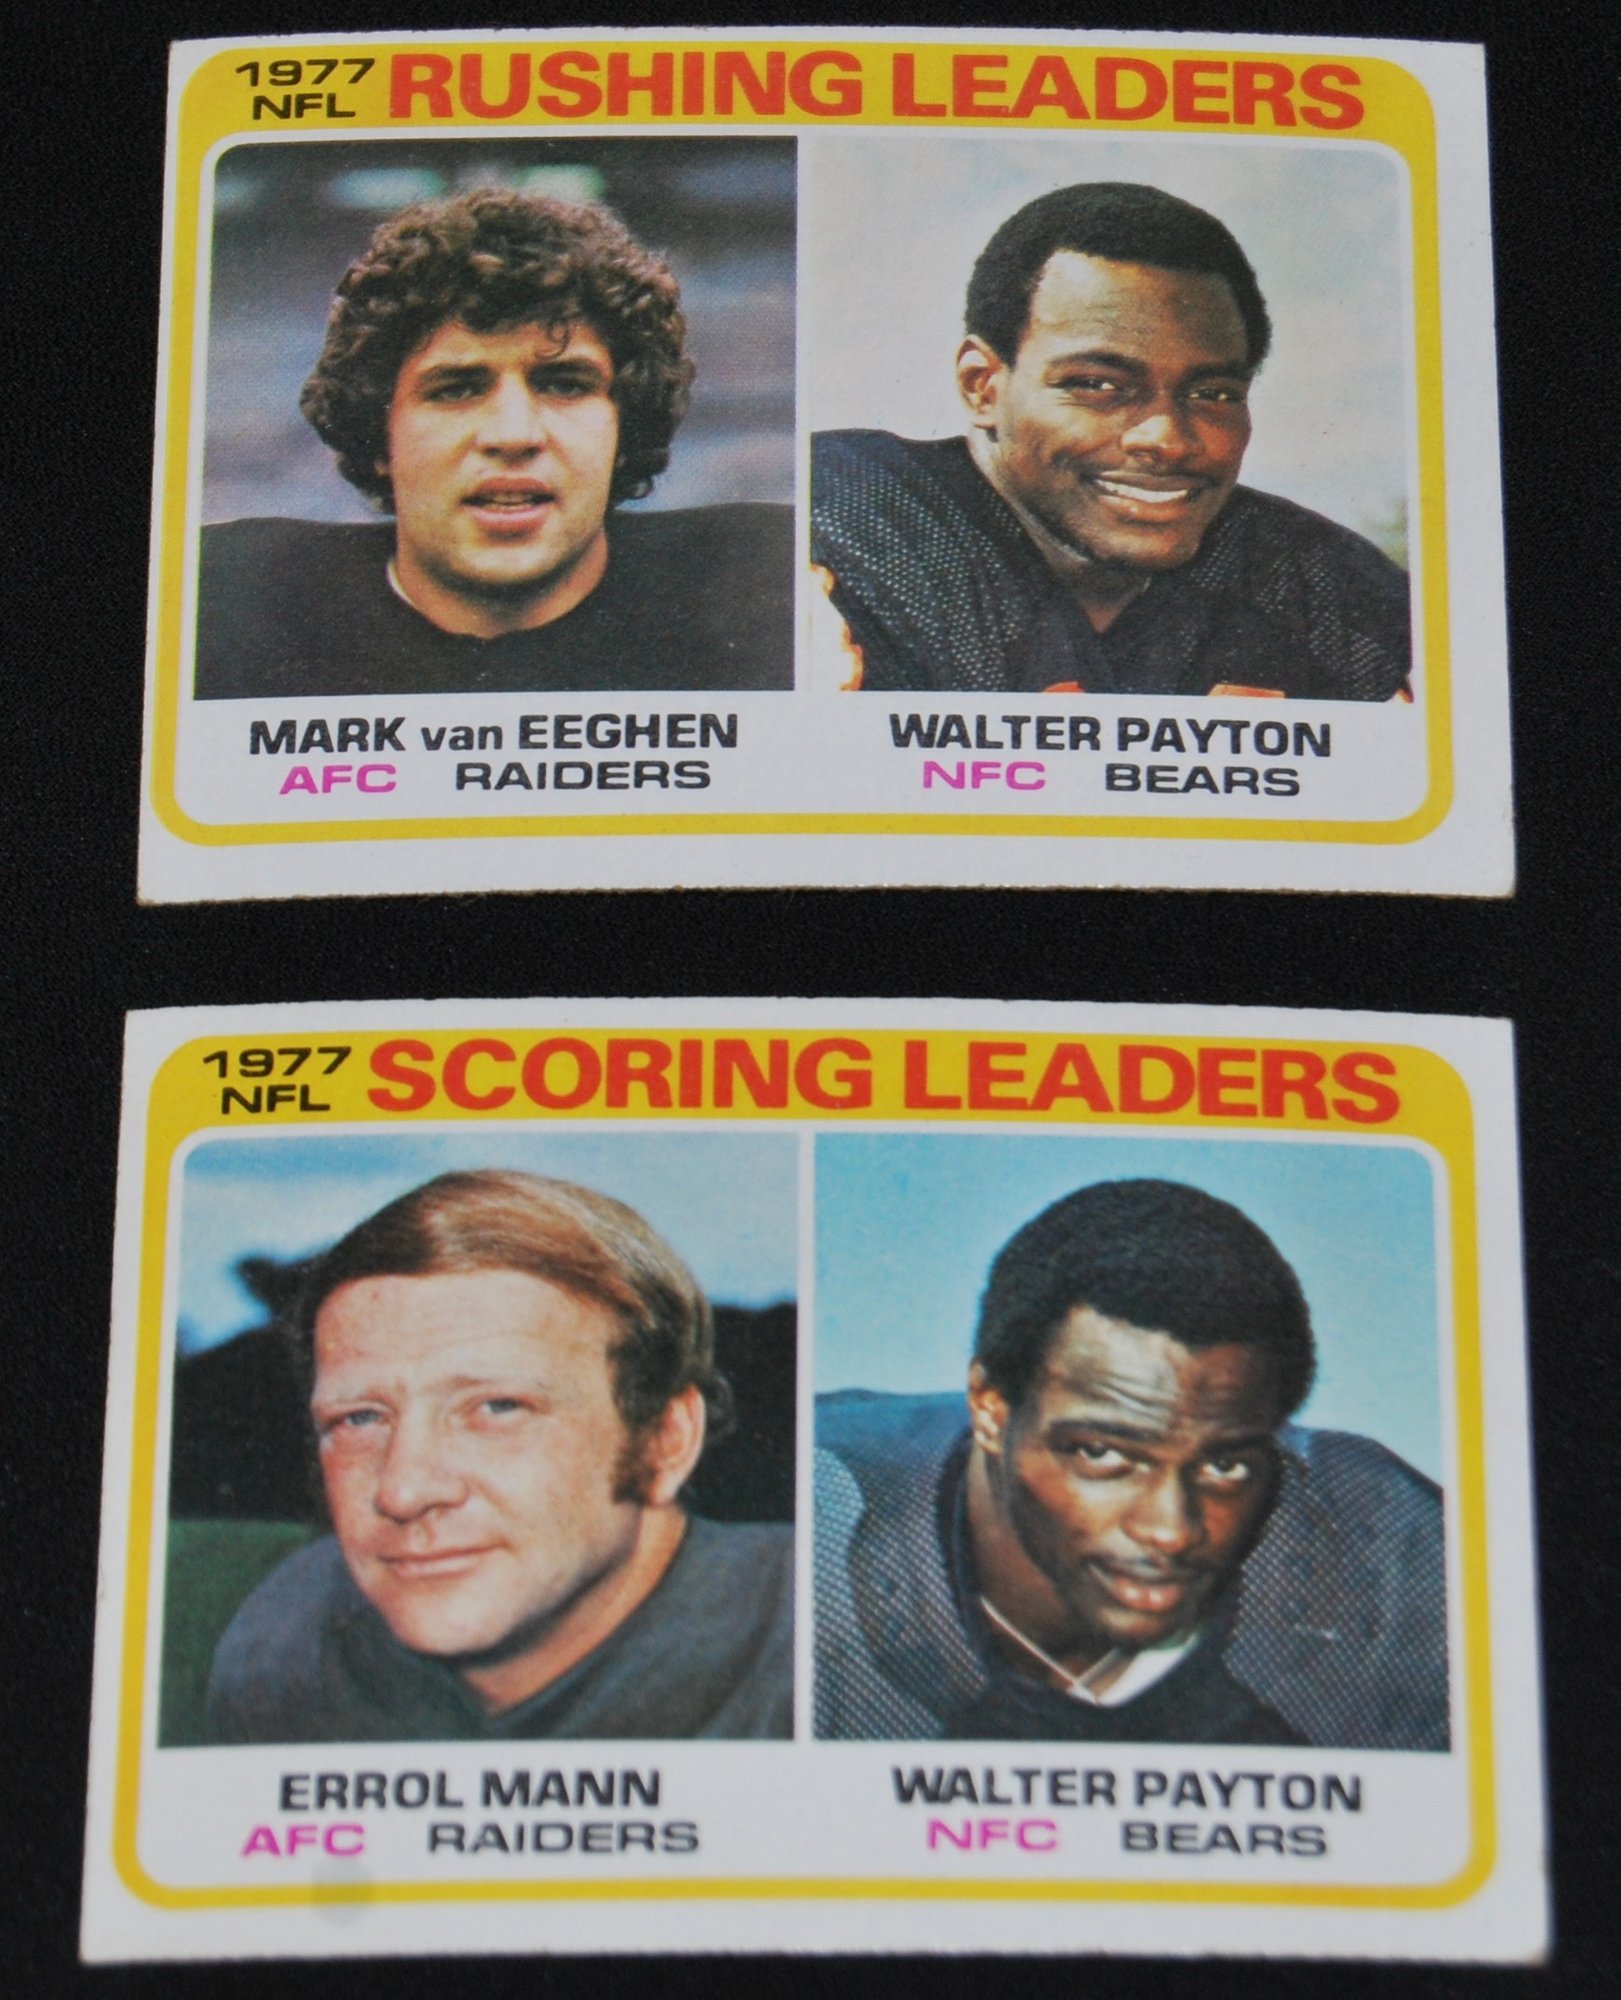 1977 NFL RUSHING LEADERS
MARK van EEGHEN
AFC RAIDERS
WALTER PAYTON
NFC BEARS
1977 NFL SCORING LEADERS
ERROL MANN
AFC RAIDERS
WALTER PAYTON
NFC BEARS